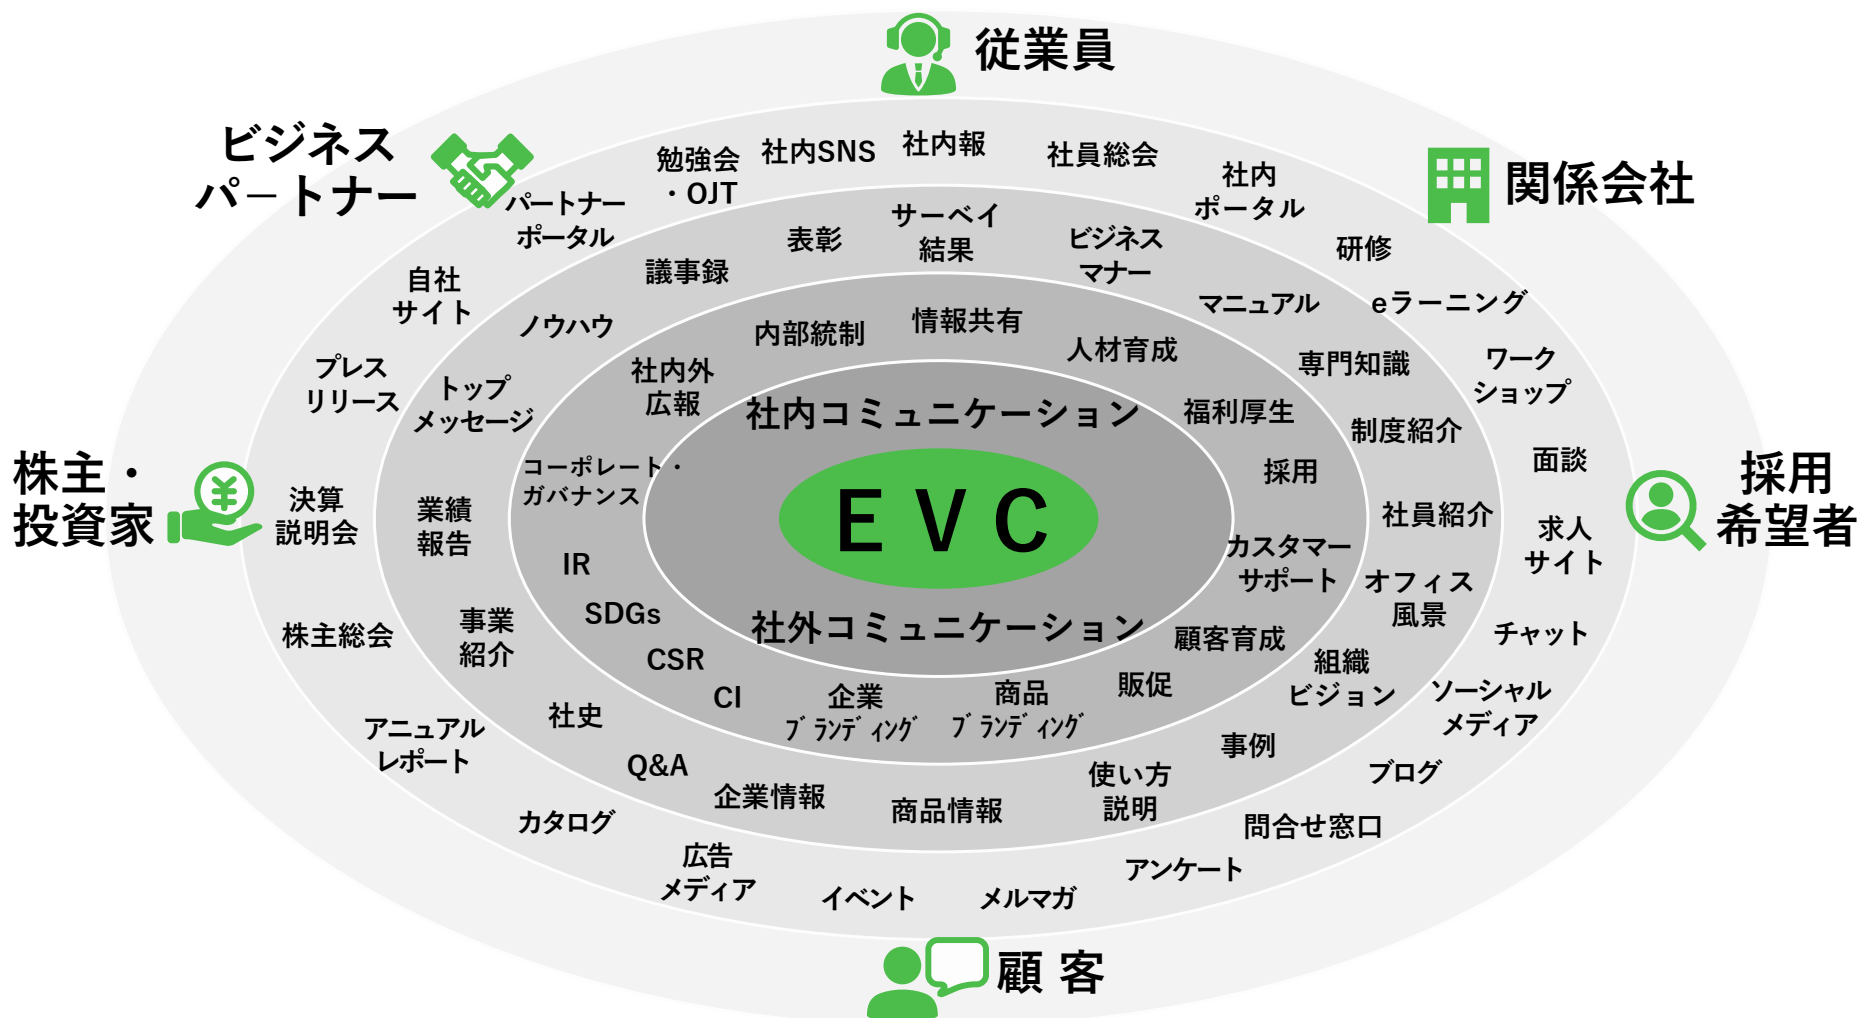 従業員
ビジネス
パートナー
関係会社
株主・
投資家
採用
希望者
顧 客
勉強会
・OJT
社内SNS
社内報
社員総会
社内
ポータル
研修
eラーニング
ワーク
ショップ
面談
求人
サイト
チャット
ソーシャル
メディア
ブログ
問合せ窓口
アンケート
メルマガ
イベント
広告
メディア
カタログ
アニュアル
レポート
株主総会
決算
説明会
プレス
リリース
自社
サイト
パートナー
ポータル
議事録
表彰
サーベイ
結果
ビジネス
マナー
マニュアル
専門知識
制度紹介
社員紹介
オフィス
風景
組織
ビジョン
事例
使い方
説明
商品情報
企業情報
Q&A
社史
事業
紹介
業績
報告
トップ
メッセージ
ノウハウ
社内外
広報
内部統制
情報共有
人材育成
福利厚生
採用
カスタマー
サポート
顧客育成
販促
商品
ﾌﾞﾗﾝﾃﾞｨﾝｸﾞ
企業
ﾌﾞﾗﾝﾃﾞｨﾝｸﾞ
CI
CSR
SDGs
IR
コーポレート・
ガバナンス
社内コミュニケーション
EVC
社外コミュニケーション